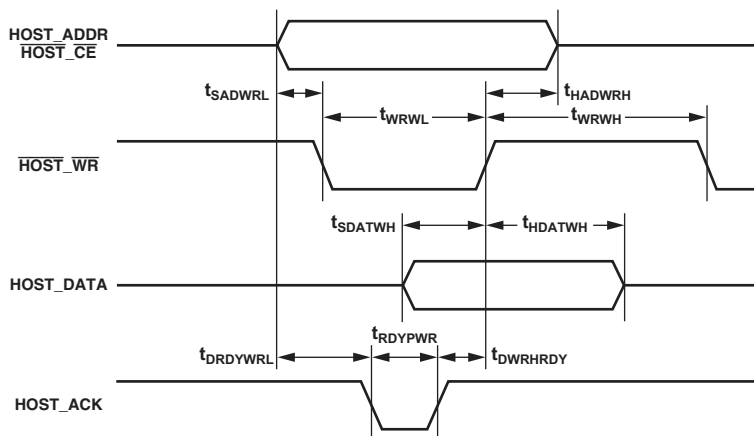 HOST_ADDR
HOST_CE
tSADWRL
tHADWRH
tWRWL
tWRWH
HOST_WR
tSDATWH
tHDATWH
HOST_DATA
tRDYPWR
tDRDYWRL
tDWRHRDY
HOST_ACK